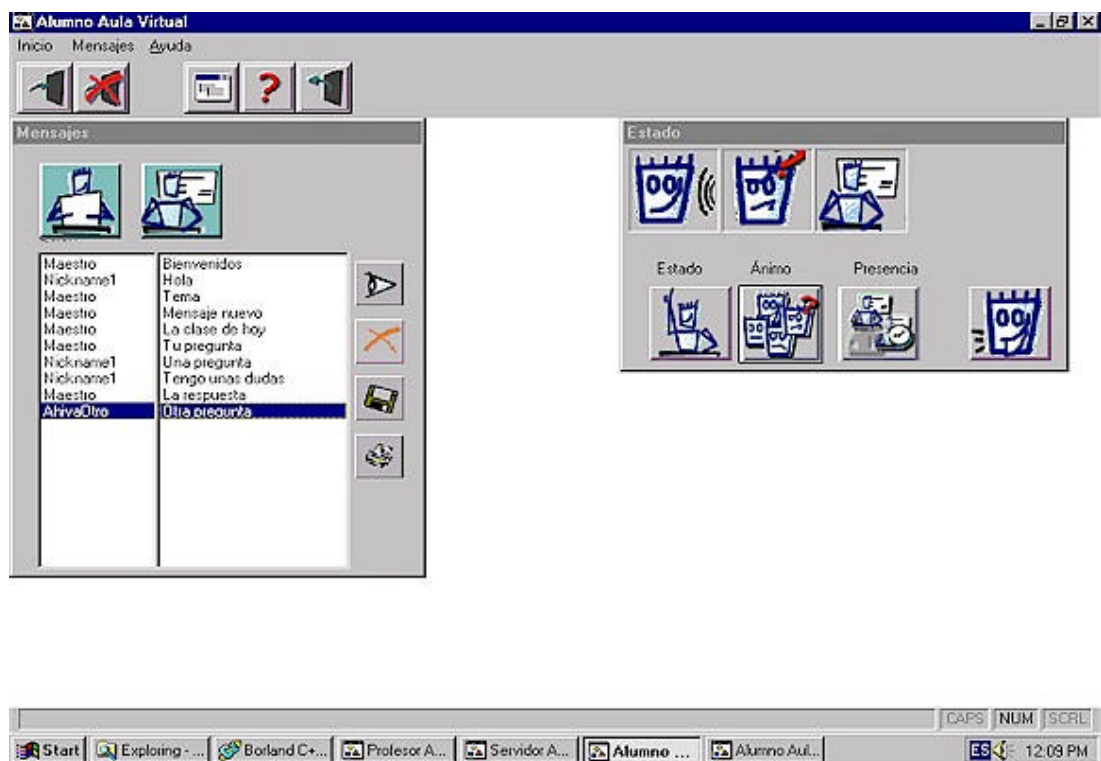 Alumno Aula Virtual
Inicio Mensajes Ayuda
Mensajes
Estado
Maestro Bienvenidos
Nickname1 Hola
Maestro Tema
Maestro Mensaje nuevo
Maestro La clase de hoy
Maestro Tu pregunta
Nickname1 Una pregunta
Nickname1 Tengo unas dudas
Maestro La respuesta
AhivaOtro Otra pregunta
Estado Ánimo Presencia
CAPS NUM SCRL
Start Exploring - ... Borland C+... Profesor A... Servidor A... Alumno ... Alumno Aul... ES 12:09 PM